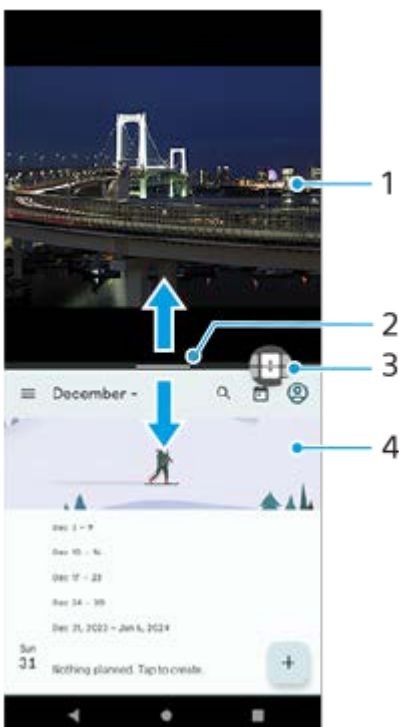 1
2
3
December
4
Dec 3 – 9
Dec 10 – 16
Dec 17 – 23
Dec 24 – 30
Dec 31, 2023 – Jan 6, 2024
Sun
31
Nothing planned. Tap to create.